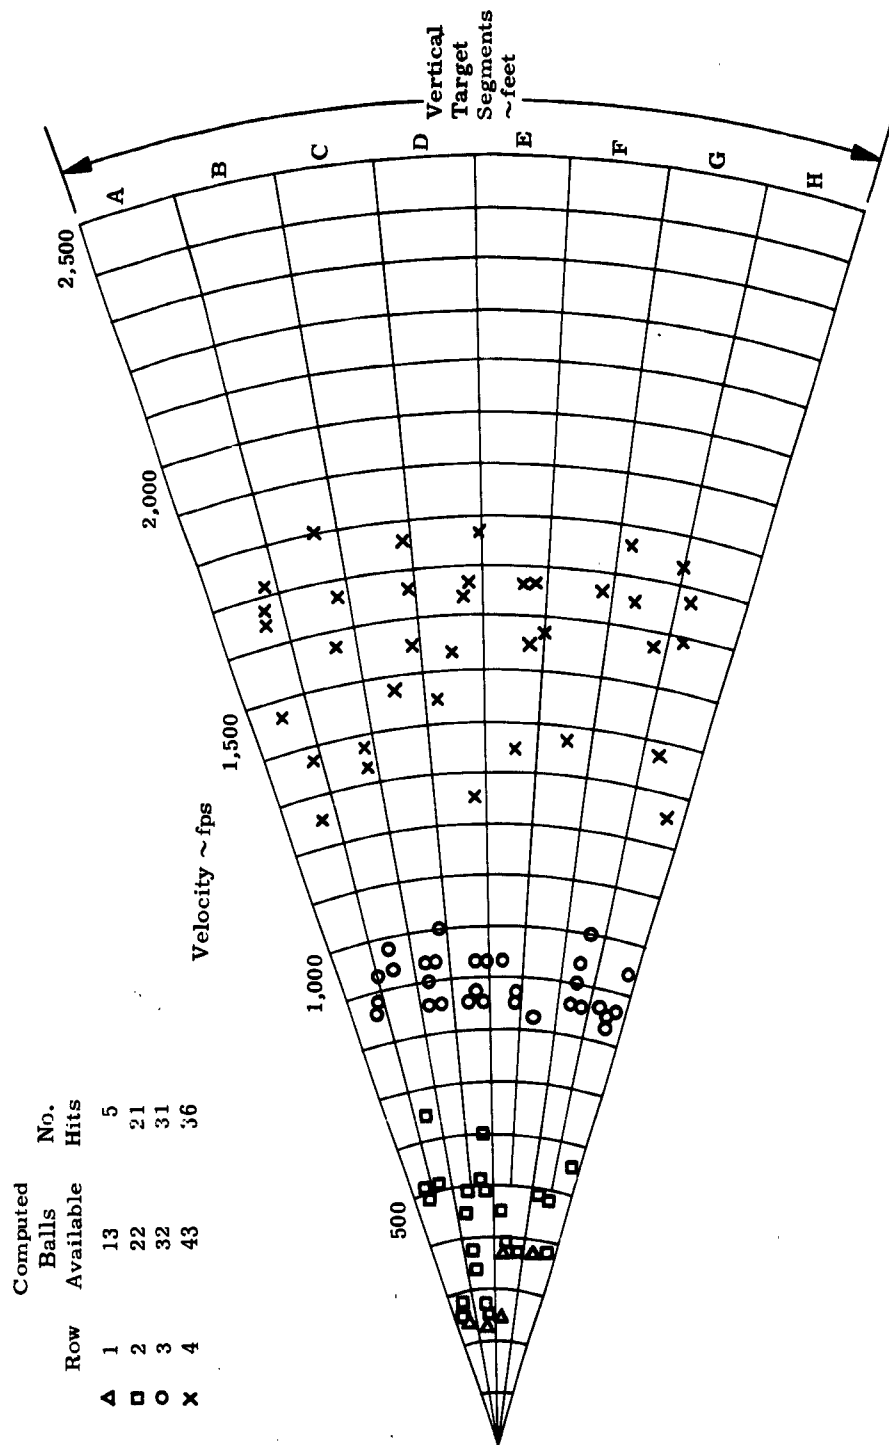 Vertical
Target
Segments
~feet
A
B
C
D
E
F
G
H
2,500
2,000
1,500
1,000
500
Velocity ~fps
Computed
Balls No.
Row Available Hits
1 13 5
2 22 21
3 32 31
4 43 36